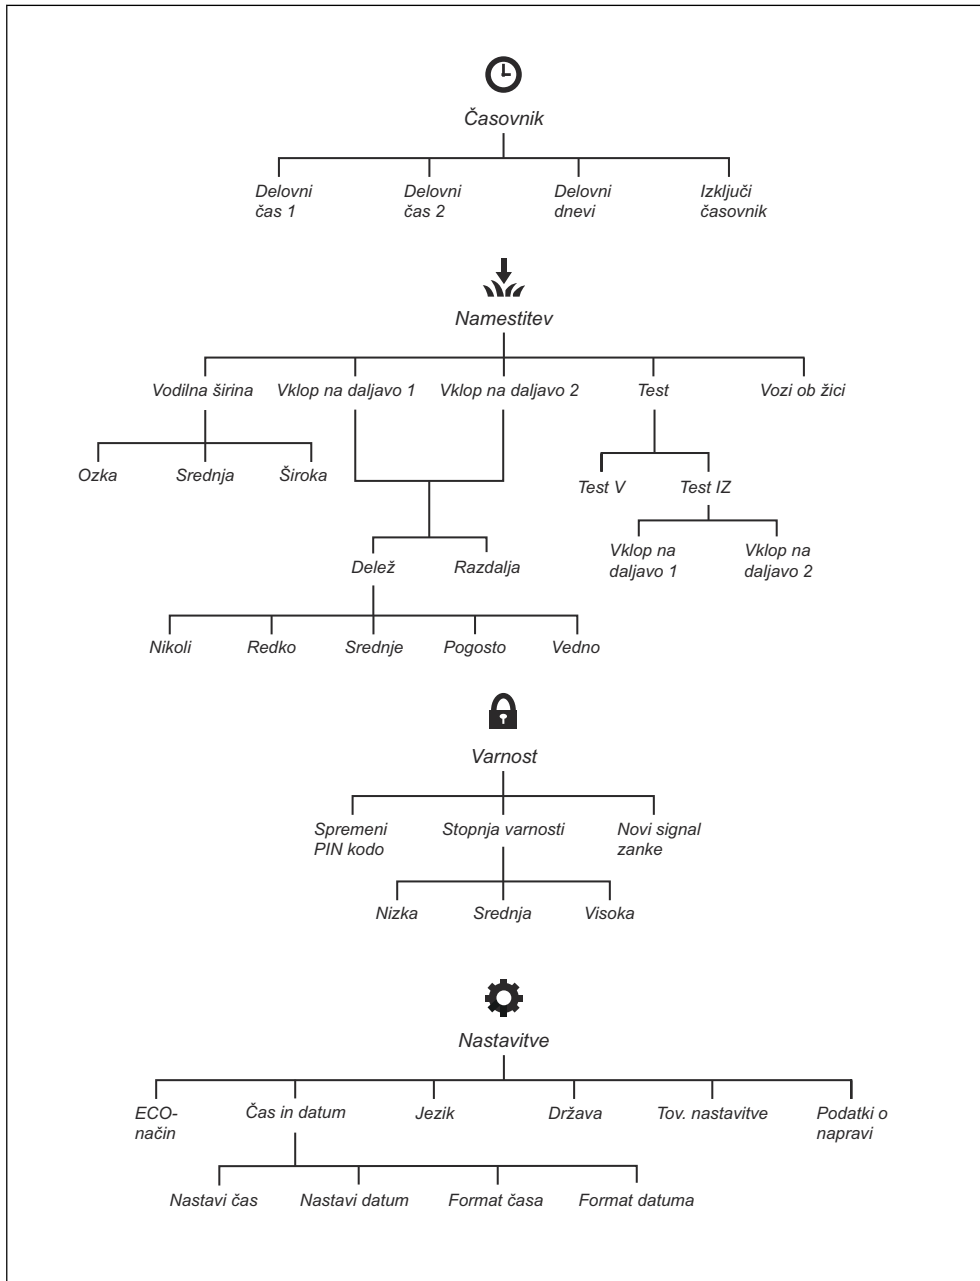 Časovnik
Delovni
čas 1
Delovni
čas 2
Delovni
dnevi
Izključi
časovnik
Namestitev
Vodilna širina
Vklop na daljavo 1
Vklop na daljavo 2
Test
Vozi ob žici
Ozka
Srednja
Široka
Test V
Test IZ
Vklop na
daljavo 1
Vklop na
daljavo 2
Delež
Razdalja
Nikoli
Redko
Srednje
Pogosto
Vedno
Varnost
Spremeni
PIN kodo
Stopnja varnosti
Novi signal
zanke
Nizka
Srednja
Visoka
Nastavitve
ECO-
način
Čas in datum
Jezik
Država
Tov. nastavitve
Podatki o
napravi
Nastavi čas
Nastavi datum
Format časa
Format datuma